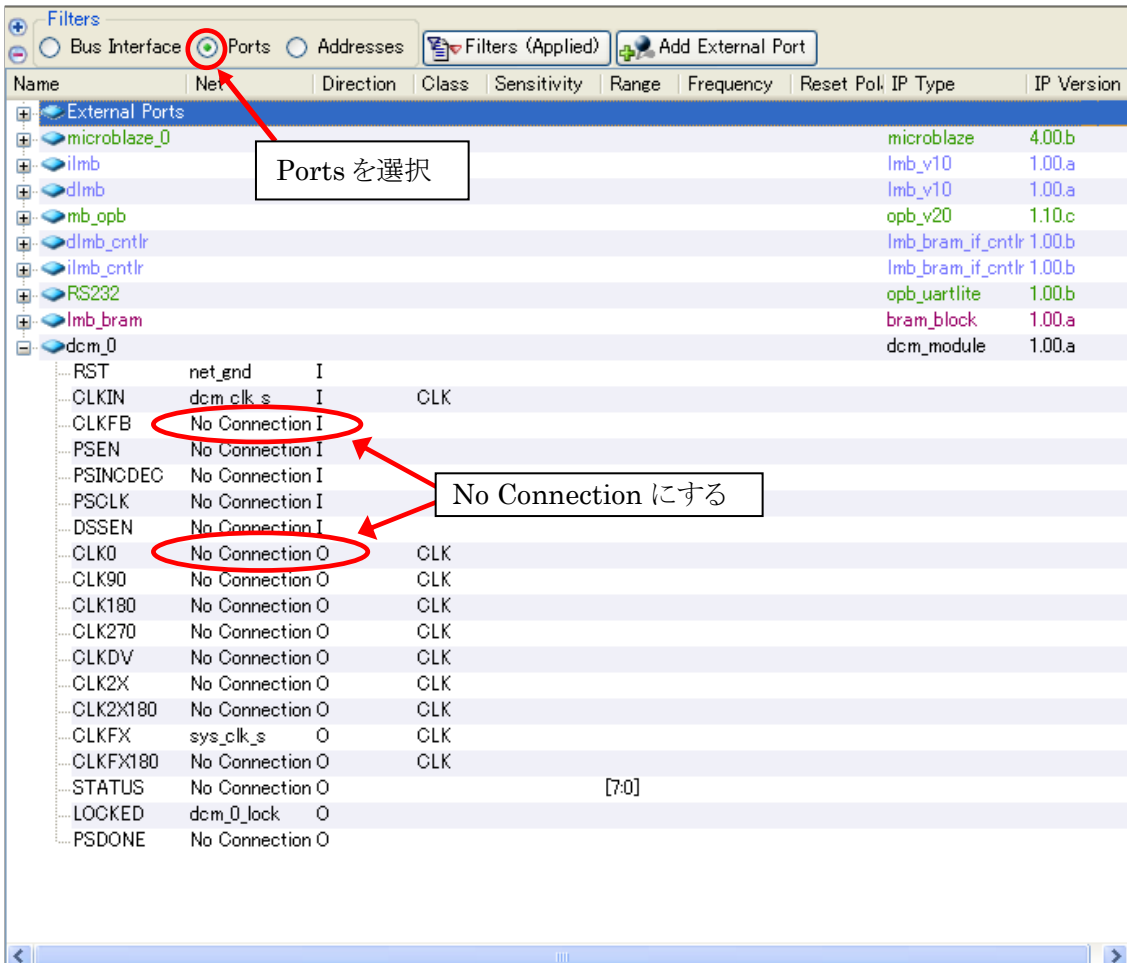 Filters
Bus Interface Ports Addresses Filters (Applied) Add External Port
Name Net Direction Class Sensitivity Range Frequency Reset Pol. IP Type IP Version
External Ports
microblaze_0 microblaze 4.00.b
Ports を選択
ilmb lmb_v10 1.00.a
dlmb lmb_v10 1.00.a
mb_opb opb_v20 1.10.c
dlmb_cntlr lmb_bram_if_cntlr 1.00.b
ilmb_cntlr lmb_bram_if_cntlr 1.00.b
RS232 opb_uartlite 1.00.b
lmb_bram bram_block 1.00.a
dcm_0 dcm_module 1.00.a
RST net_gnd I
CLKIN dcm_clk_s I CLK
CLKFB No Connection I
PSEN No Connection I
PSINCDEC No Connection I
No Connection にする
PSCLK No Connection I
DSSEN No Connection I
CLK0 No Connection O CLK
CLK90 No Connection O CLK
CLK180 No Connection O CLK
CLK270 No Connection O CLK
CLKDV No Connection O CLK
CLK2X No Connection O CLK
CLK2X180 No Connection O CLK
CLKFX sys_clk_s O CLK
CLKFX180 No Connection O CLK
STATUS No Connection O [7:0]
LOCKED dcm_0_lock O
PSDONE No Connection O